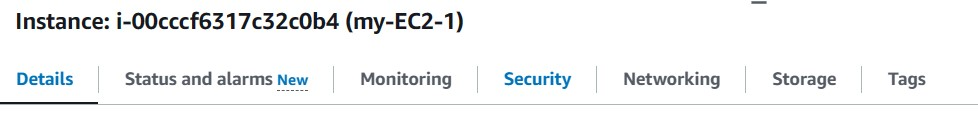 Instance: i-00cccf6317c32c0b4 (my-EC2-1)
Details Status and alarms New Monitoring Security Networking Storage Tags